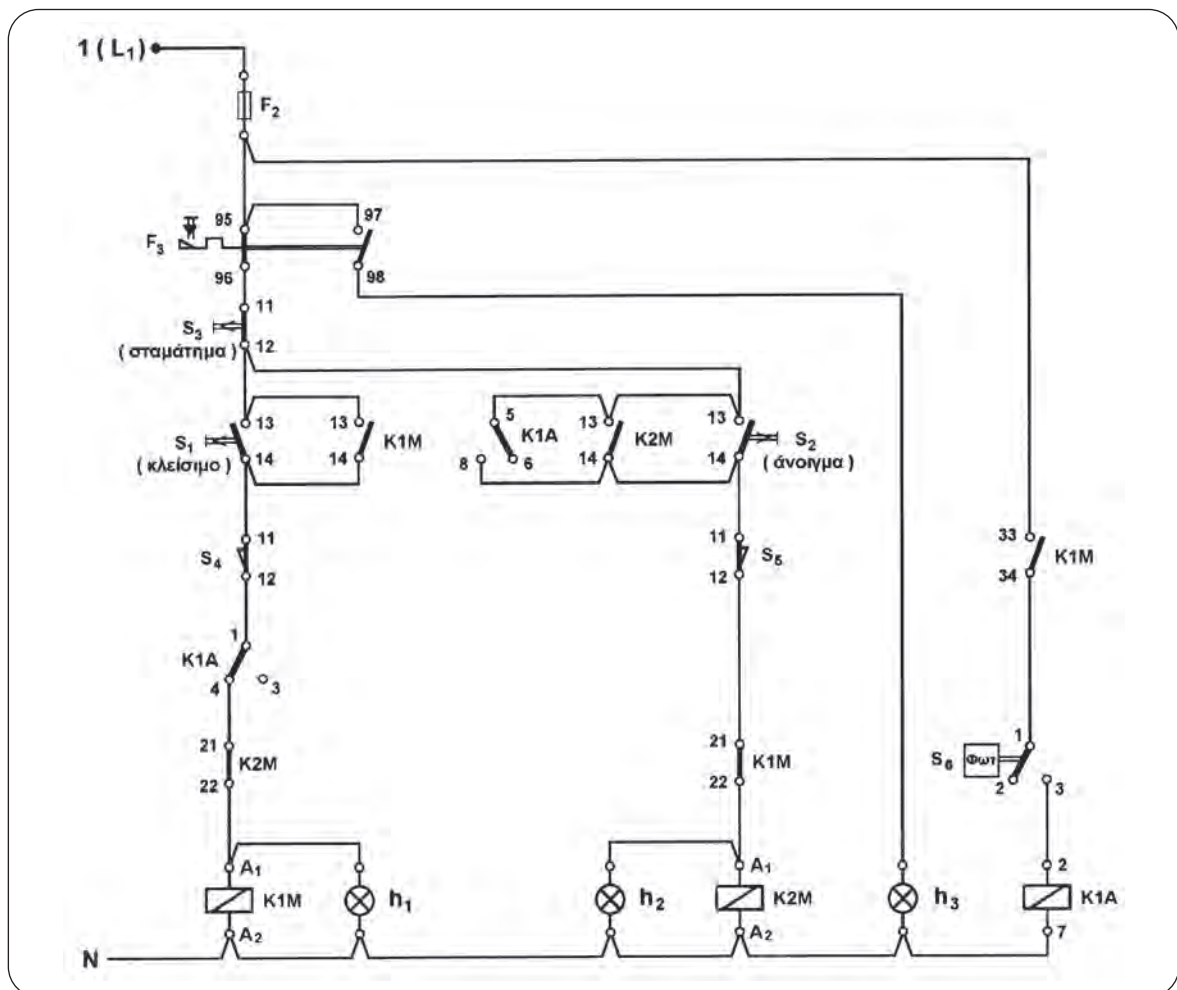 1 ( L₁ )
F₂
95 97
F₃
96 98
11
S₃
( σταμάτημα ) 12
13 13 5 13 13
S₁ K1M K1A K2M S₂
( κλείσιμο ) 14 14 8 6 14 14 ( άνοιγμα )
11 11 33
S₄ S₅ K1M
12 12 34
1
K1A
4 3
21 21 1
K2M K1M S₆ Φωτ
22 22 2 3
A₁ A₁ 2
K1M h₁ h₂ K2M h₃ K1A
A₂ A₂ 7
N